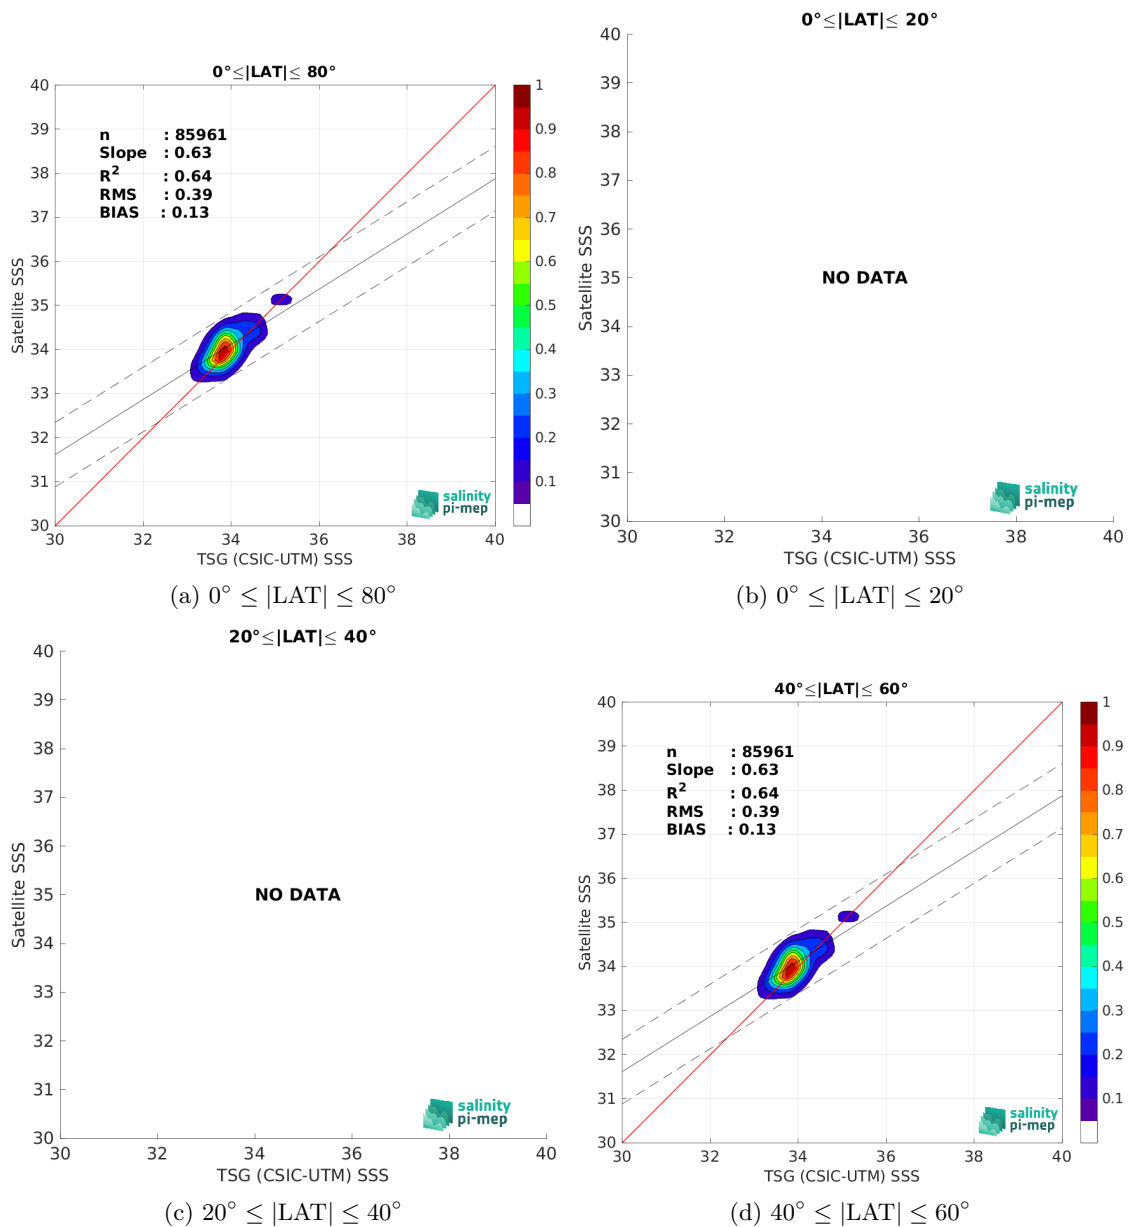 0°≤|LAT|≤ 80°
40
39
38
37
36
35
34
33
32
31
30
Satellite SSS
n : 85961
Slope : 0.63
R² : 0.64
RMS : 0.39
BIAS : 0.13
1
0.9
0.8
0.7
0.6
0.5
0.4
0.3
0.2
0.1
salinity
pi-mep
30 32 34 36 38 40
TSG (CSIC-UTM) SSS
(a) 0° ≤ |LAT| ≤ 80°
0°≤|LAT|≤ 20°
40
39
38
37
36
35
34
33
32
31
30
Satellite SSS
NO DATA
salinity
pi-mep
30 32 34 36 38 40
TSG (CSIC-UTM) SSS
(b) 0° ≤ |LAT| ≤ 20°
20°≤|LAT|≤ 40°
40
39
38
37
36
35
34
33
32
31
30
Satellite SSS
NO DATA
salinity
pi-mep
30 32 34 36 38 40
TSG (CSIC-UTM) SSS
(c) 20° ≤ |LAT| ≤ 40°
40°≤|LAT|≤ 60°
40
39
38
37
36
35
34
33
32
31
30
Satellite SSS
n : 85961
Slope : 0.63
R² : 0.64
RMS : 0.39
BIAS : 0.13
1
0.9
0.8
0.7
0.6
0.5
0.4
0.3
0.2
0.1
salinity
pi-mep
30 32 34 36 38 40
TSG (CSIC-UTM) SSS
(d) 40° ≤ |LAT| ≤ 60°